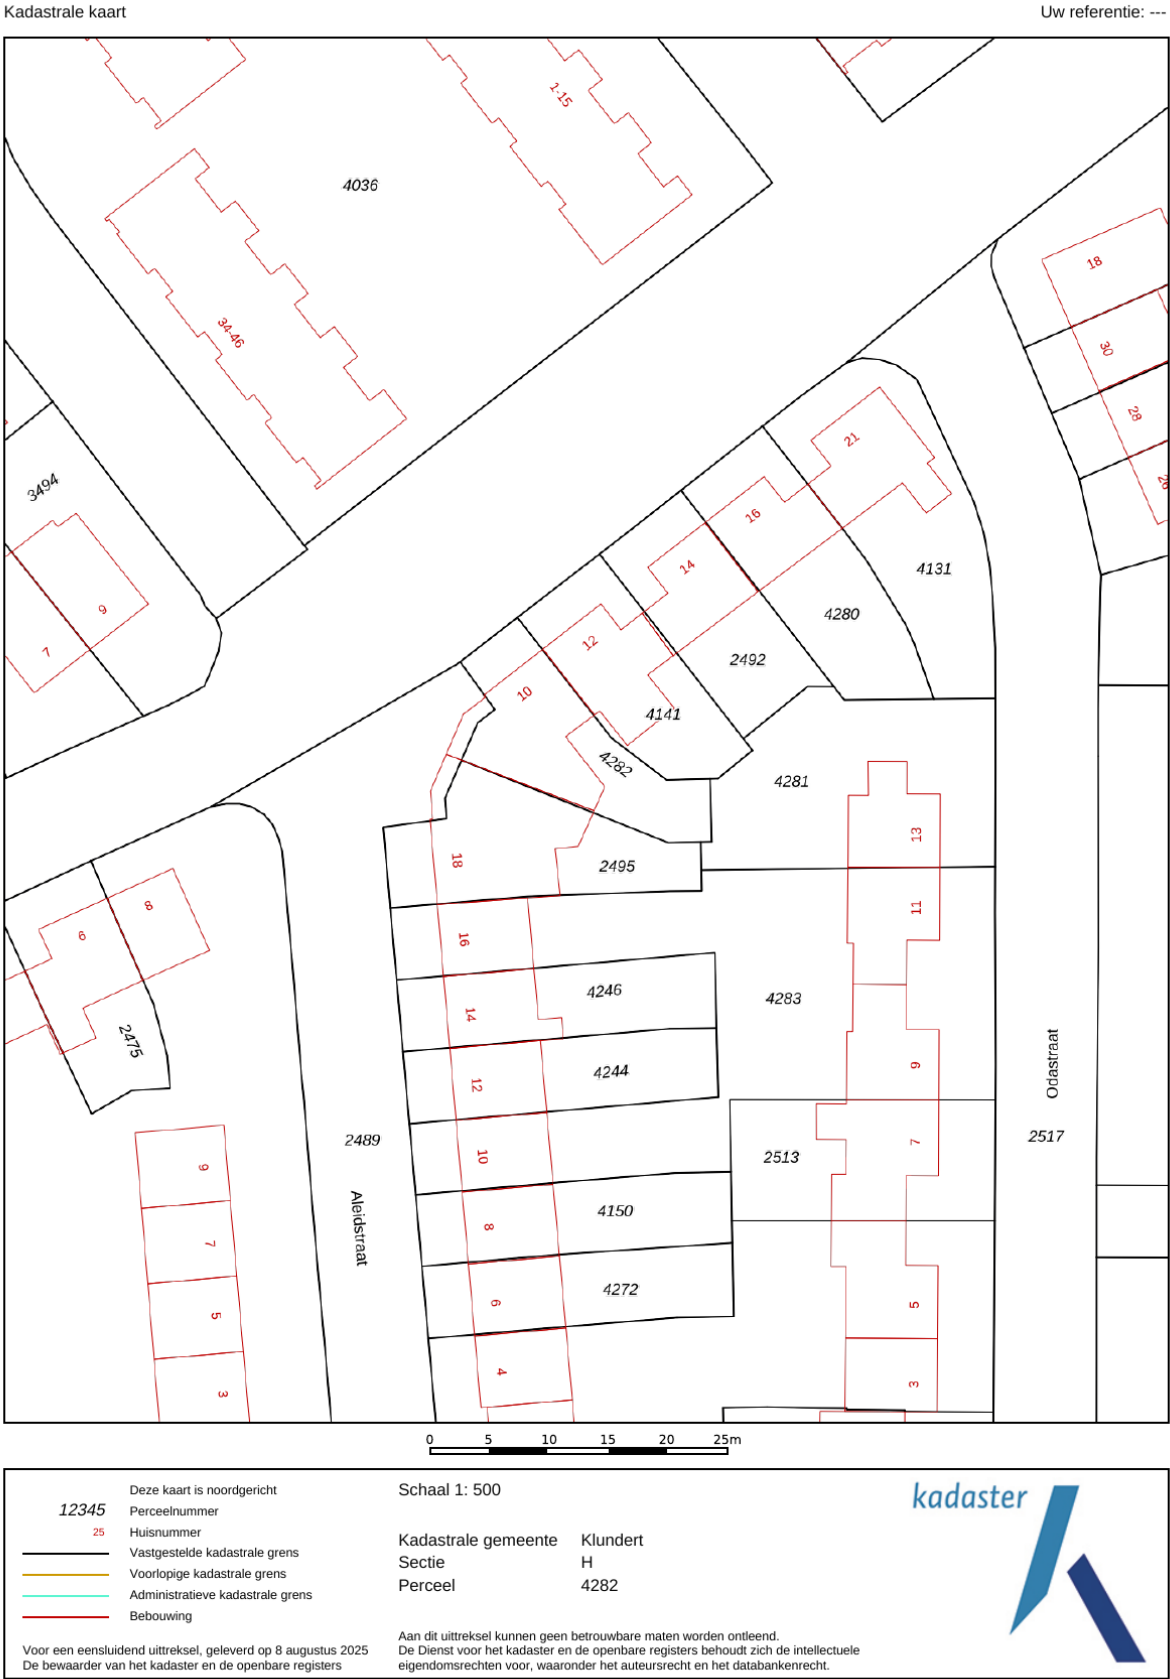 Kadastrale kaart
Uw referentie: ---
1-15
4036
18
34-46
30
28
21
3494
16
14
4131
9
4280
12
7
2492
10
4141
4282
4281
13
18
2495
8
11
6
16
4246
4283
14
2475
4244
9
Odastraat
12
2489
7
2517
10
2513
9
4150
Aleidstraat
8
7
4272
6
5
5
4
3
3
0 5 10 15 20 25m
Deze kaart is noordgericht
12345 Perceelnummer
25 Huisnummer
Vastgestelde kadastrale grens
Voorlopige kadastrale grens
Administratieve kadastrale grens
Bebouwing
Voor een eensluidend uittreksel, geleverd op 8 augustus 2025
De bewaarder van het kadaster en de openbare registers
Schaal 1: 500
Kadastrale gemeente Klundert
Sectie H
Perceel 4282
Aan dit uittreksel kunnen geen betrouwbare maten worden ontleend.
De Dienst voor het kadaster en de openbare registers behoudt zich de intellectuele
eigendomsrechten voor, waaronder het auteursrecht en het databankenrecht.
kadaster